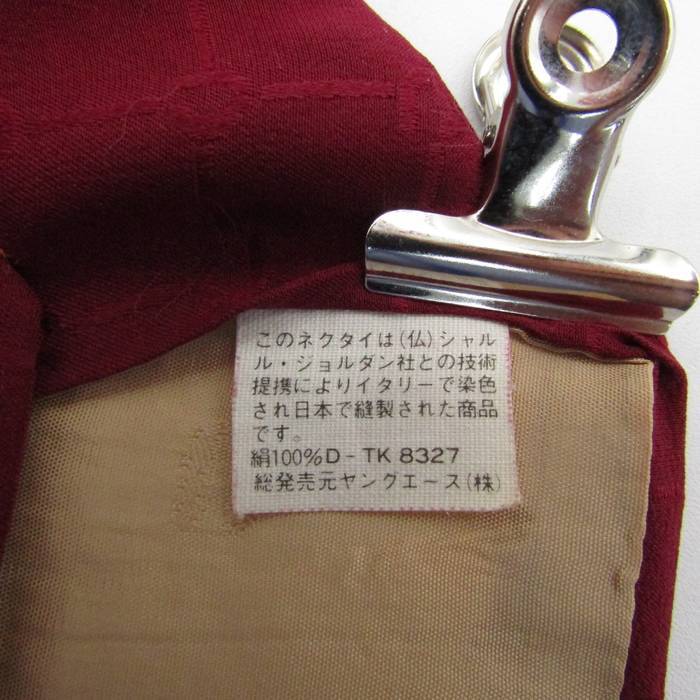 このネクタイは(仏)シャル
ル・ジョルダン社との技術
提携によりイタリーで染色
され日本で縫製された商品
です。
絹100%D-TK 8327
総発売元ヤングエース(株)